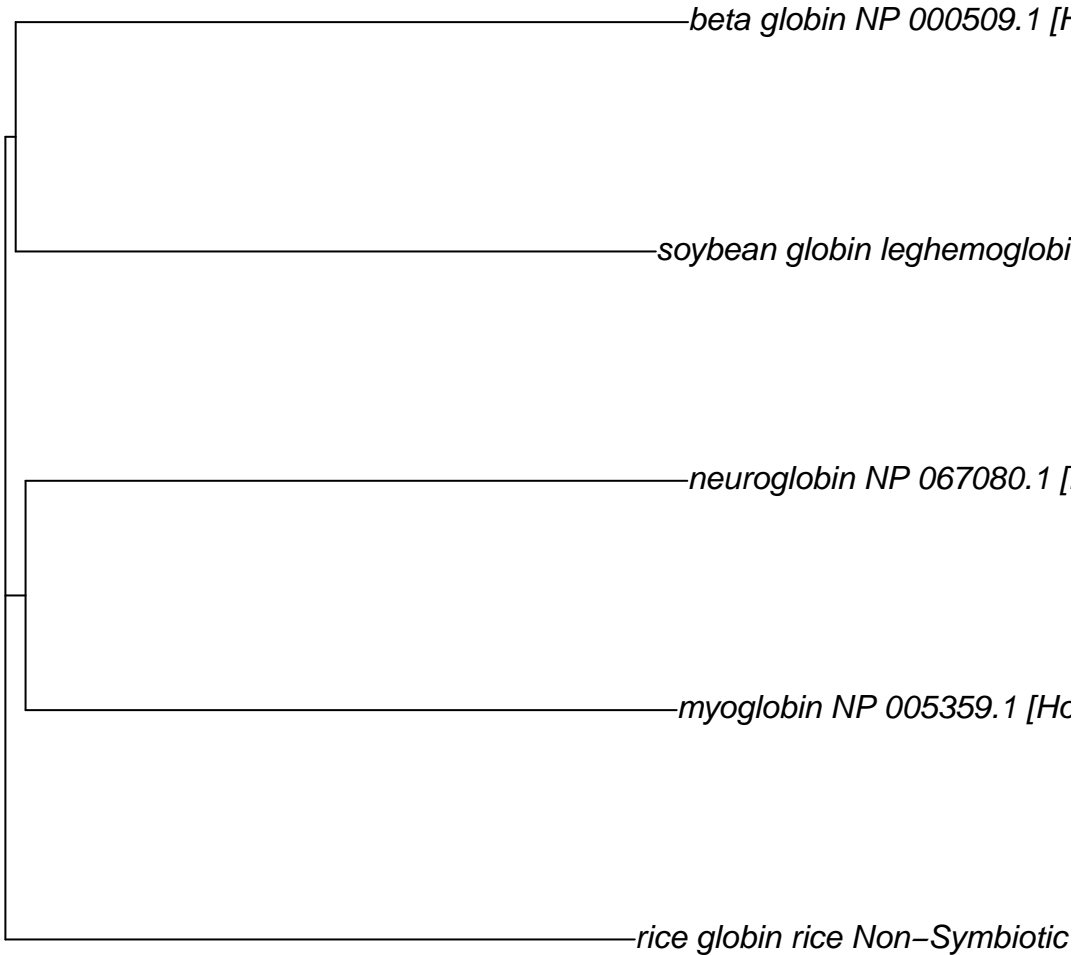 beta globin NP 000509.1 [H
soybean globin leghemoglobi
neuroglobin NP 067080.1 [
myoglobin NP 005359.1 [Ho
rice globin rice Non−Symbiotic